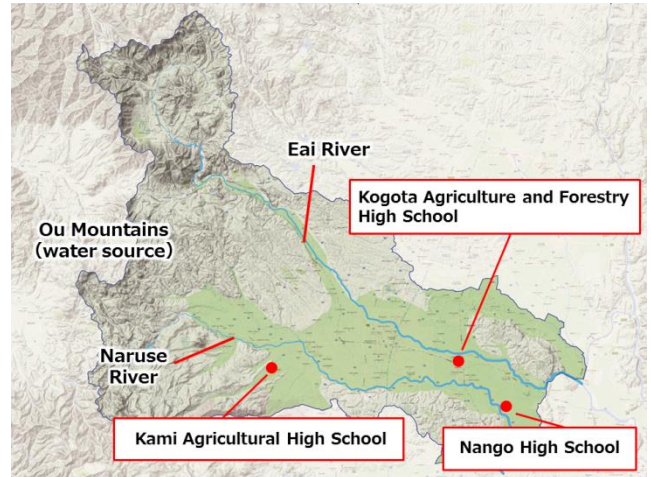 Eai River
Kogota Agriculture and Forestry
High School
Ou Mountains
(water source)
Naruse
River
Kami Agricultural High School
Nango High School